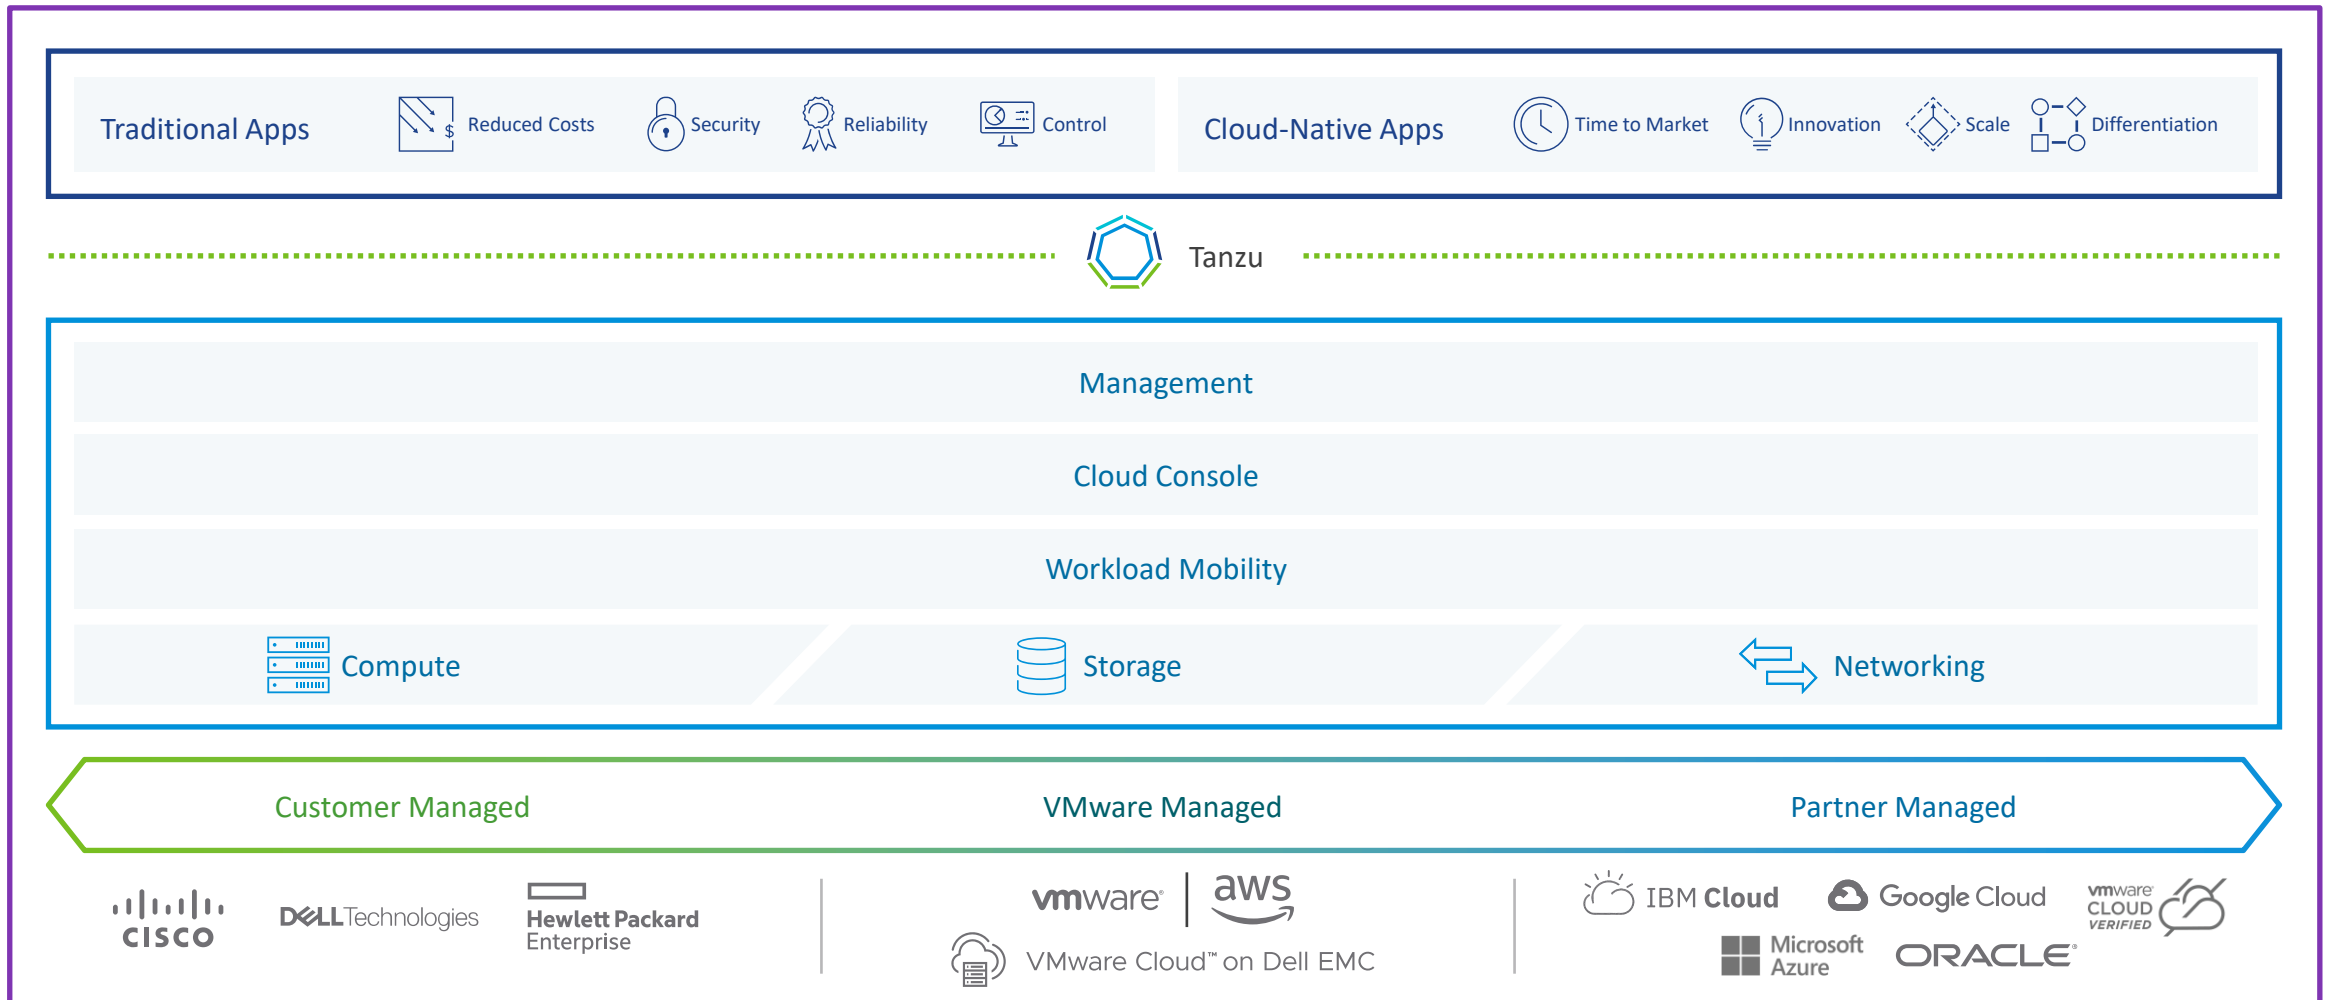 Traditional Apps
$
Reduced Costs
Security
Reliability
Control
Cloud-Native Apps
Time to Market
Innovation
Scale
Differentiation
Tanzu
Management
Cloud Console
Workload Mobility
Compute
Storage
Networking
Customer Managed
VMware Managed
Partner Managed
CISCO
DELLTechnologies
Hewlett Packard
Enterprise
vmware®
aws
VMware Cloud™ on Dell EMC
IBM Cloud
Google Cloud
vmware®
CLOUD
VERIFIED
Microsoft
Azure
ORACLE®